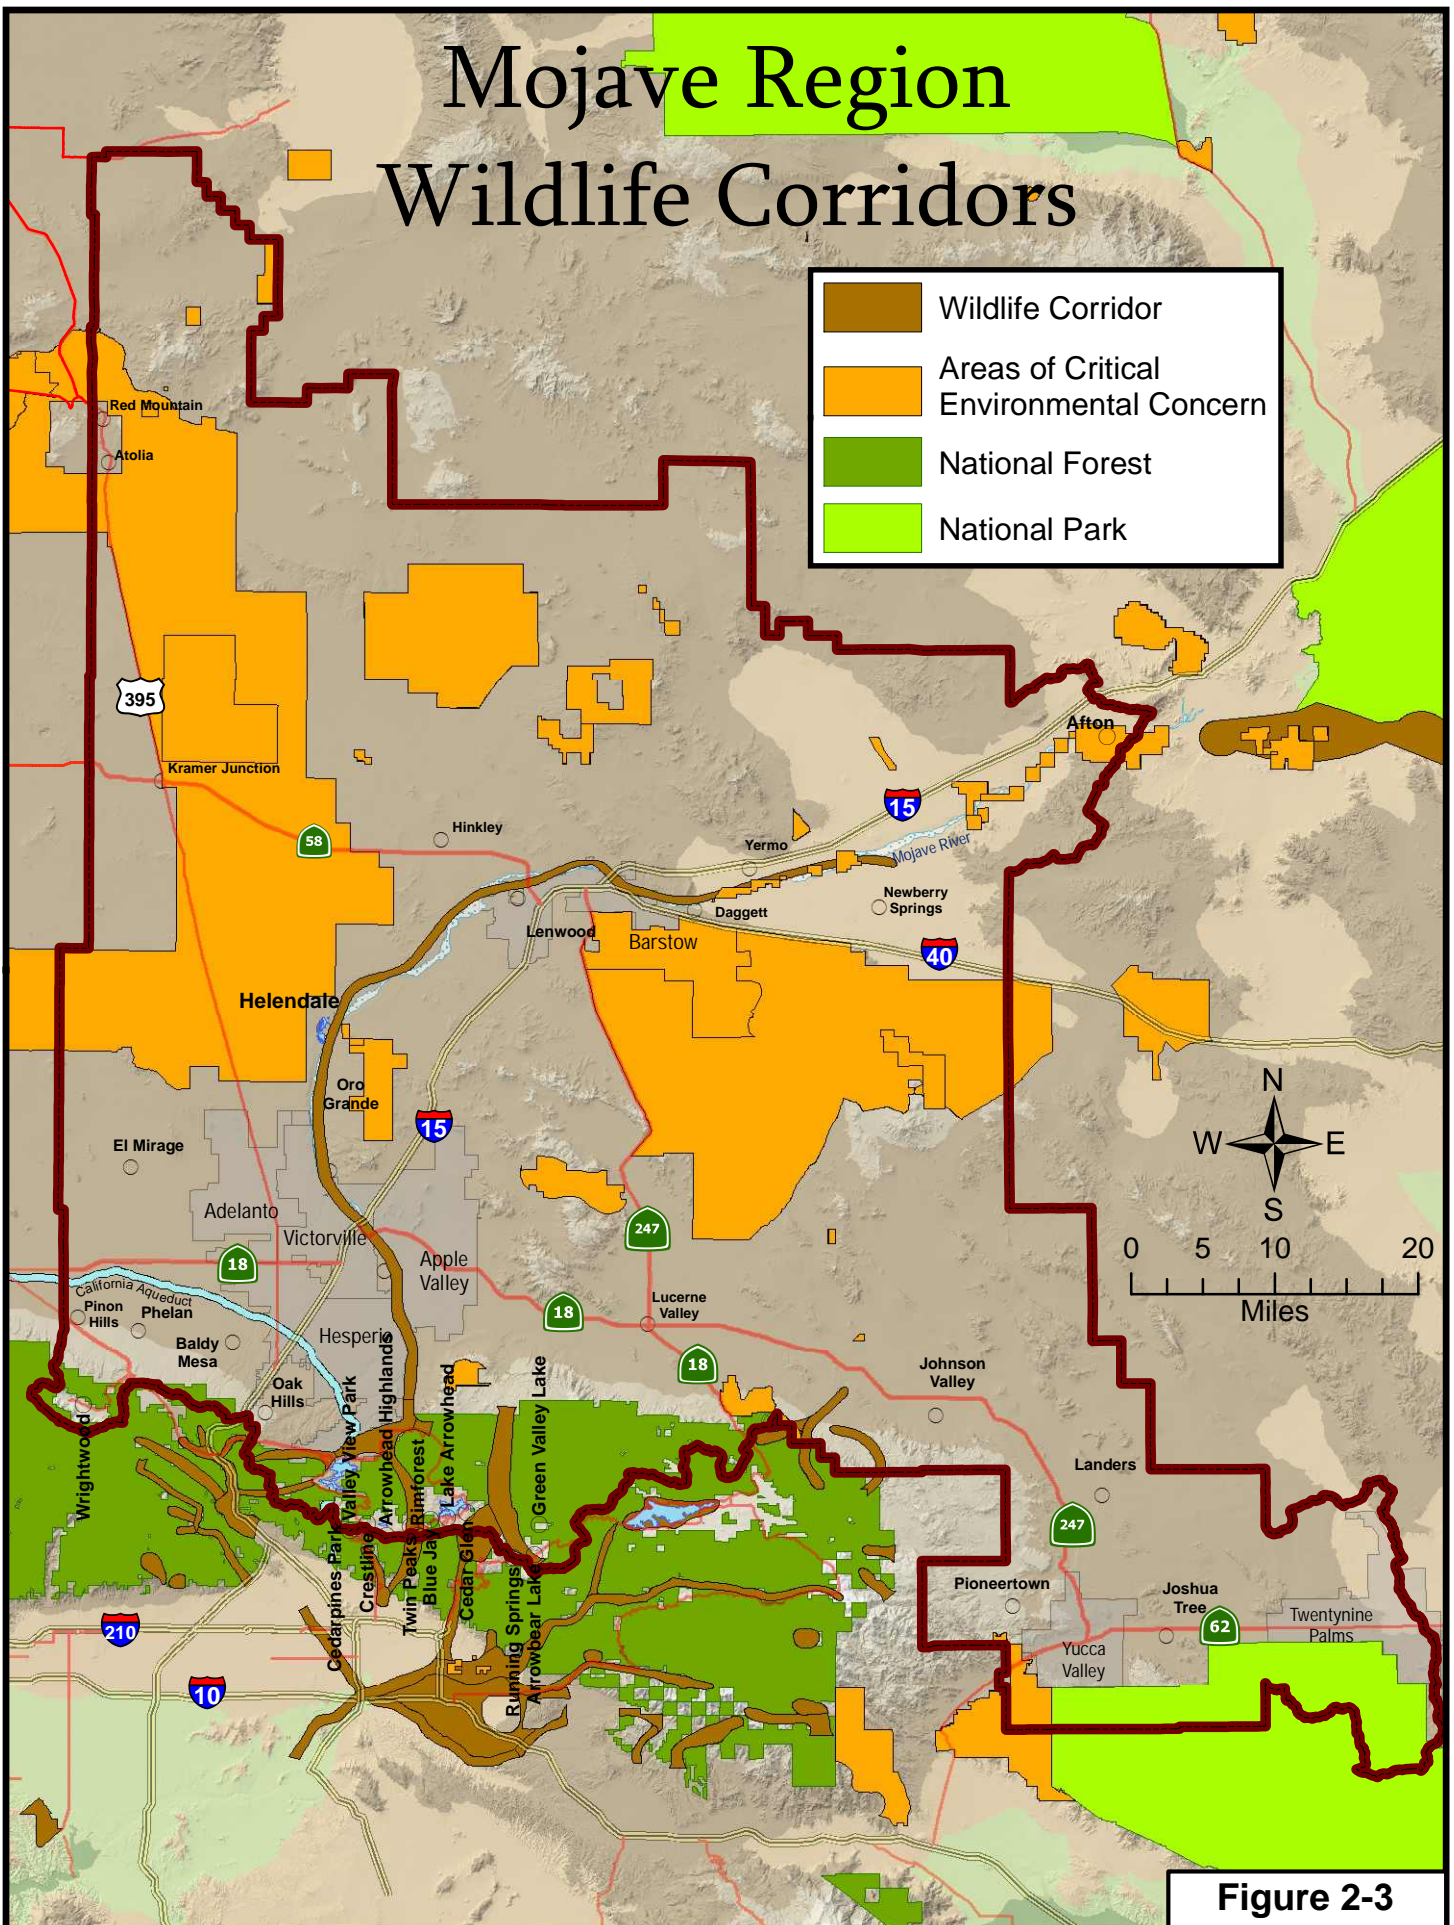 Mojave Region
Wildlife Corridors
Wildlife Corridor
Areas of Critical
Environmental Concern
National Forest
National Park
Red Mountain
Atolia
395
Kramer Junction
58
Hinkley
Afton
15
Yermo
Mojave River
Newberry
Springs
Daggett
Lenwood
Barstow
40
Helendale
Oro
Grande
15
El Mirage
Adelanto
Victorville
18
Apple
Valley
247
N
W
E
S
0 5 10 20
Miles
California Aqueduct
Pinon
Hills
Phelan
Baldy
Mesa
Hesperia
18
Lucerne
Valley
18
Johnson
Valley
Oak
Hills
Wrightwood
Valley View Park
Arrowhead Highlands
Rimforest
Lake Arrowhead
Green Valley Lake
Cedarpines Park
Crestline
Twin Peaks
Blue Jay
Cedar Glen
Running Springs
Arrowbear Lake
Landers
247
Pioneertown
Joshua
Tree
62
Twentynine
Palms
Yucca
Valley
210
10
Figure 2-3